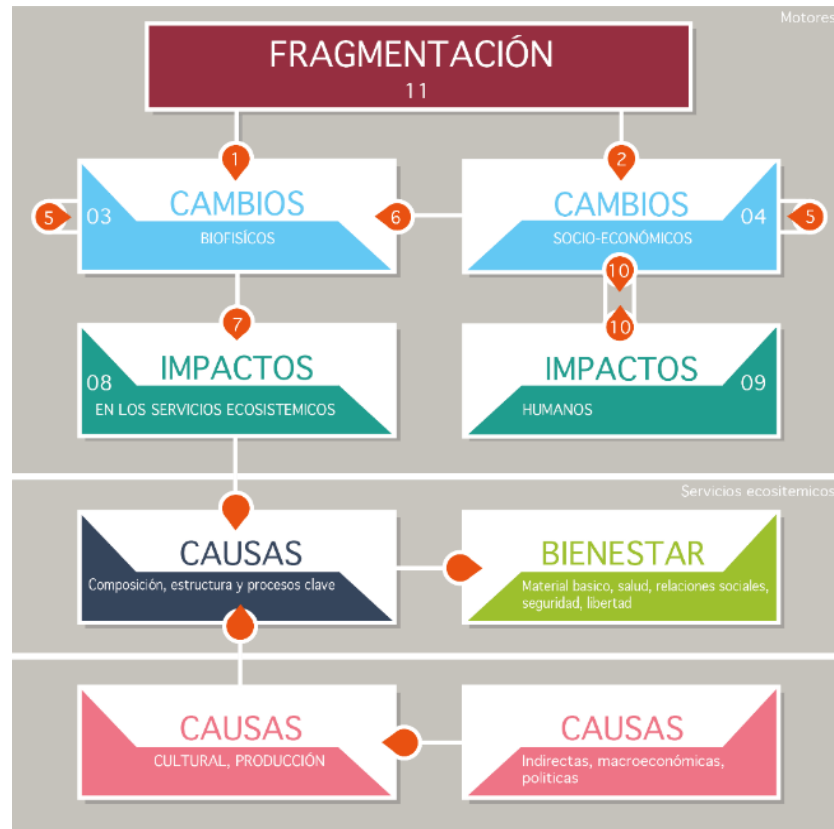 Motores
FRAGMENTACIÓN
11
1
2
CAMBIOS
03
BIOFISÍCOS
5
6
CAMBIOS
04
SOCIO-ECONÓMICOS
5
10
7
10
IMPACTOS
08
EN LOS SERVICIOS ECOSISTEMICOS
IMPACTOS
09
HUMANOS
Servicios ecositemicos
CAUSAS
Composición, estructura y procesos clave
BIENESTAR
Material basico, salud, relaciones sociales,
seguridad, libertad
CAUSAS
CULTURAL, PRODUCCIÓN
CAUSAS
Indirectas, macroeconómicas,
politicas